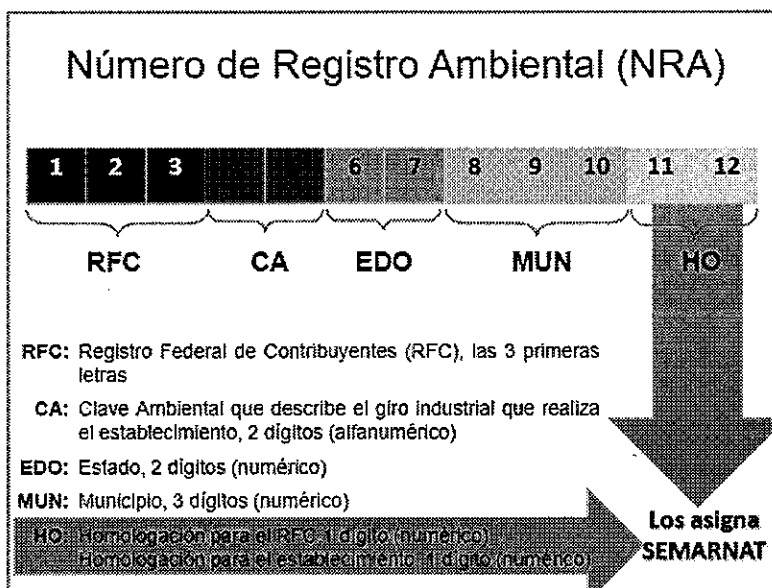 Número de Registro Ambiental (NRA)
1 2 3 6 7 8 9 10 11 12
RFC CA EDO MUN HO
RFC: Registro Federal de Contribuyentes (RFC), las 3 primeras
letras
CA: Clave Ambiental que describe el giro industrial que realiza
el establecimiento, 2 dígitos (alfanumérico)
EDO: Estado, 2 dígitos (numérico)
MUN: Municipio, 3 dígitos (numérico)
HO: Homologación para el RFC 1 dígito (numérico)
Homologación para el establecimiento 1 dígito (numérico)
Los asigna
SEMARNAT